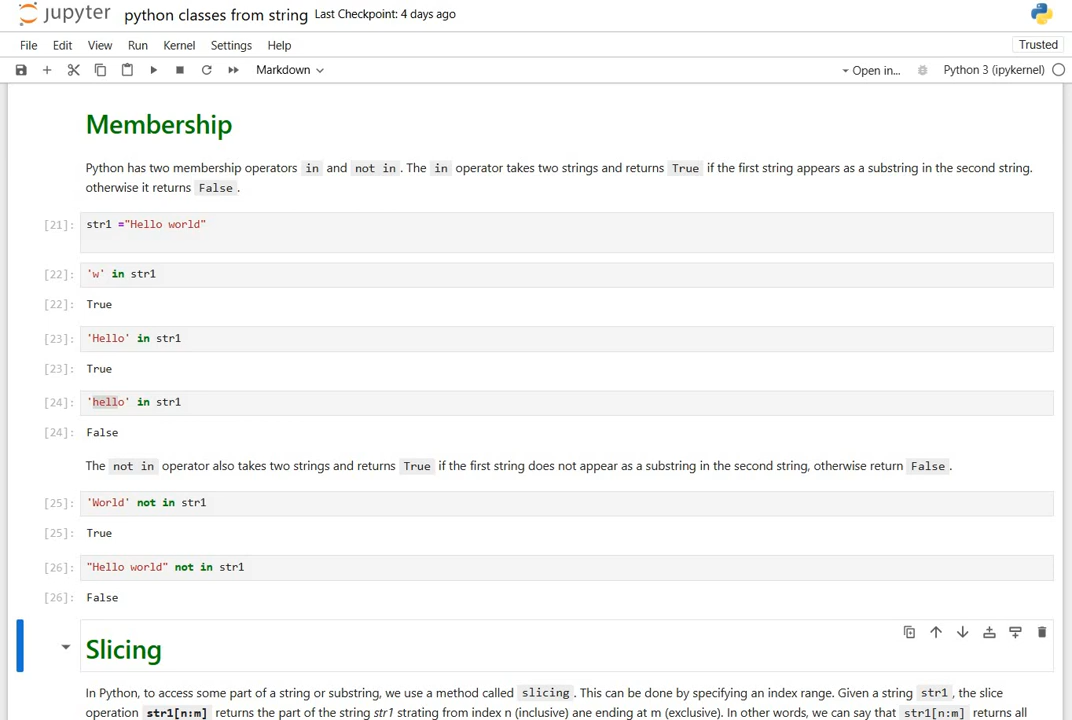 jupyter python classes from string Last Checkpoint: 4 days ago
File Edit View Run Kernel Settings Help Trusted
Markdown Open in... Python 3 (ipykernel)
Membership
Python has two membership operators in and not in. The in operator takes two strings and returns True if the first string appears as a substring in the second string.
otherwise it returns False.
[21]: str1 ="Hello world"
[22]: 'w' in str1
[22]: True
[23]: 'Hello' in str1
[23]: True
[24]: 'hello' in str1
[24]: False
The not in operator also takes two strings and returns True if the first string does not appear as a substring in the second string, otherwise return False.
[25]: 'World' not in str1
[25]: True
[26]: "Hello world" not in str1
[26]: False
Slicing
In Python, to access some part of a string or substring, we use a method called slicing. This can be done by specifying an index range. Given a string str1, the slice
operation str1[n:m] returns the part of the string str1 strating from index n (inclusive) ane ending at m (exclusive). In other words, we can say that str1[n:m] returns all